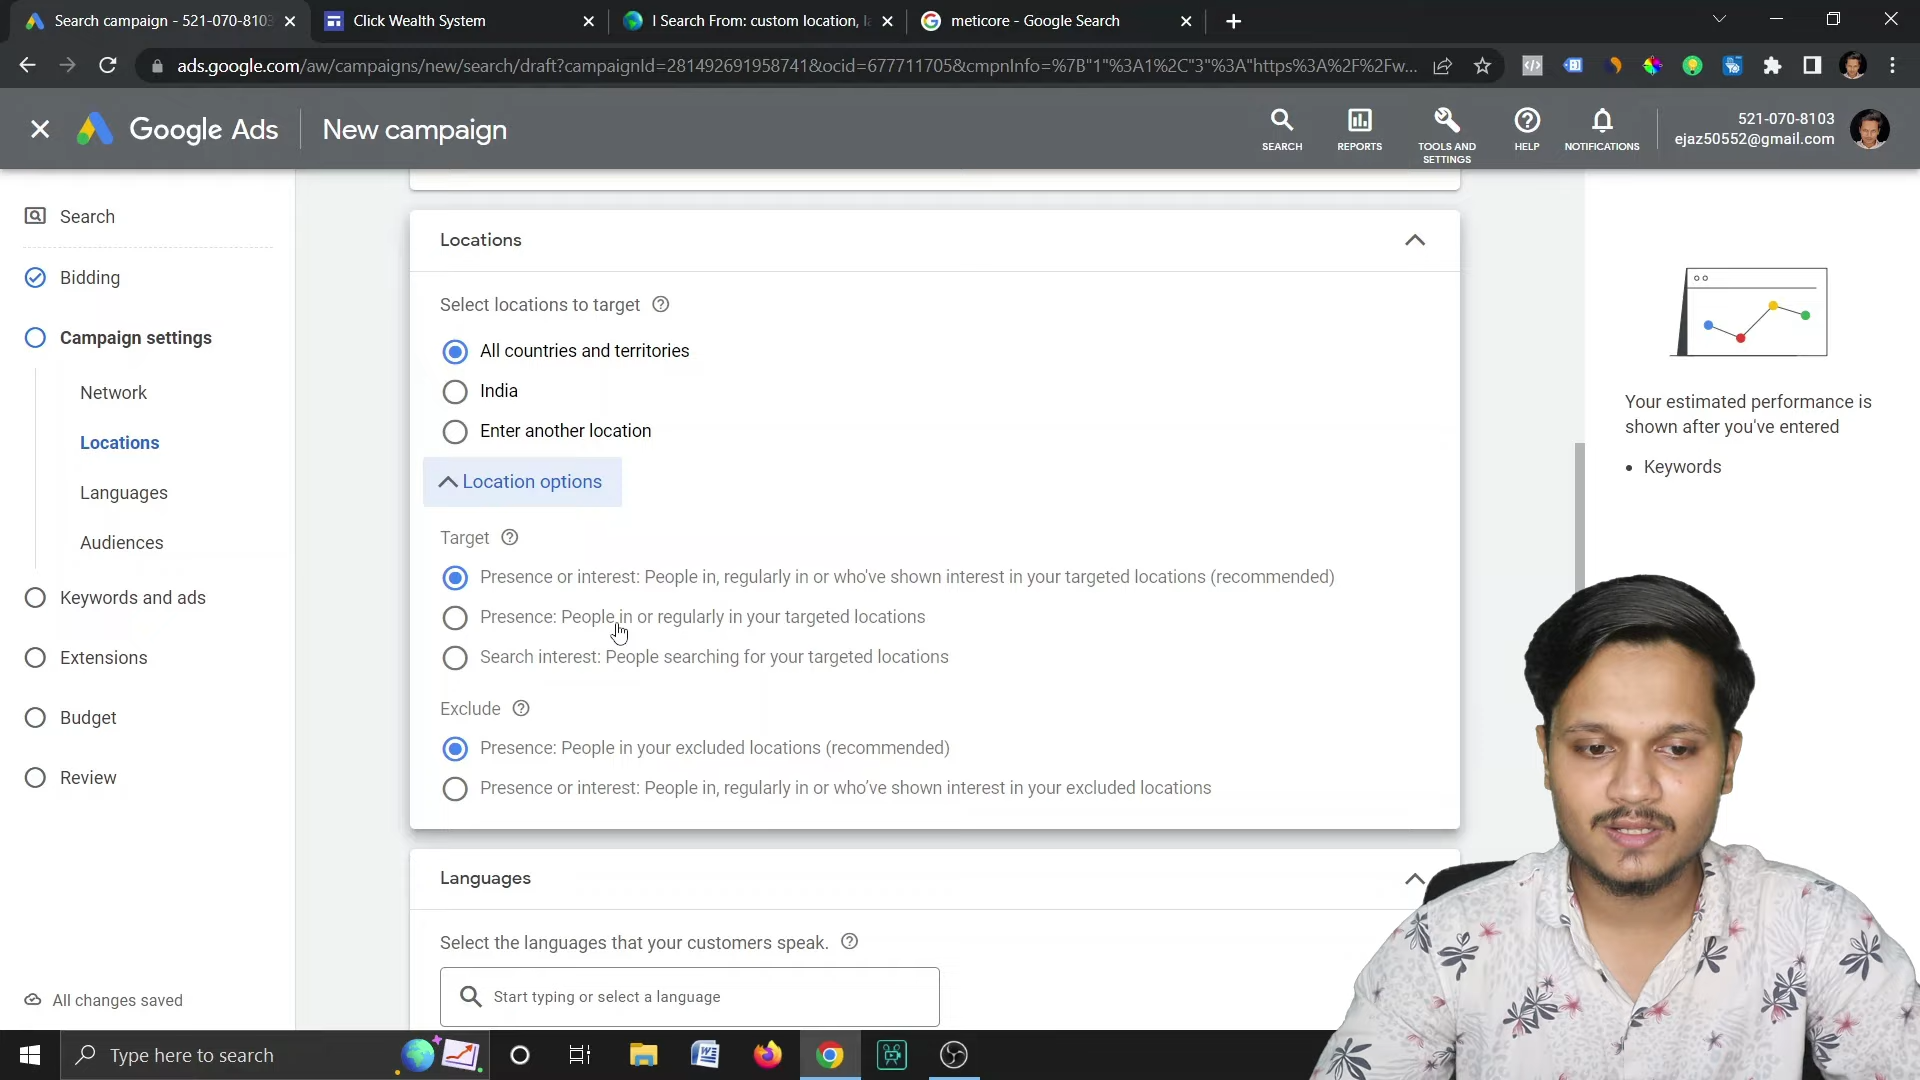 Search campaign - 521-070-8103
Click Wealth System
I Search From: custom location, la
meticore - Google Search
ads.google.com/aw/campaigns/new/search/draft?campaignId=281492691958741&ocid=677711705&cmpnInfo=%7B"1"%3A1%2C"3"%3A"https%3A%2F%2Fw...
Google Ads
New campaign
SEARCH
REPORTS
TOOLS AND
SETTINGS
HELP
NOTIFICATIONS
521-070-8103
ejaz50552@gmail.com
Search
Bidding
Campaign settings
Network
Locations
Languages
Audiences
Keywords and ads
Extensions
Budget
Review
All changes saved
Locations
Select locations to target
All countries and territories
India
Enter another location
Location options
Target
Presence or interest: People in, regularly in or who've shown interest in your targeted locations (recommended)
Presence: People in or regularly in your targeted locations
Search interest: People searching for your targeted locations
Exclude
Presence: People in your excluded locations (recommended)
Presence or interest: People in, regularly in or who've shown interest in your excluded locations
Languages
Select the languages that your customers speak.
Start typing or select a language
Your estimated performance is
shown after you've entered
• Keywords
Type here to search